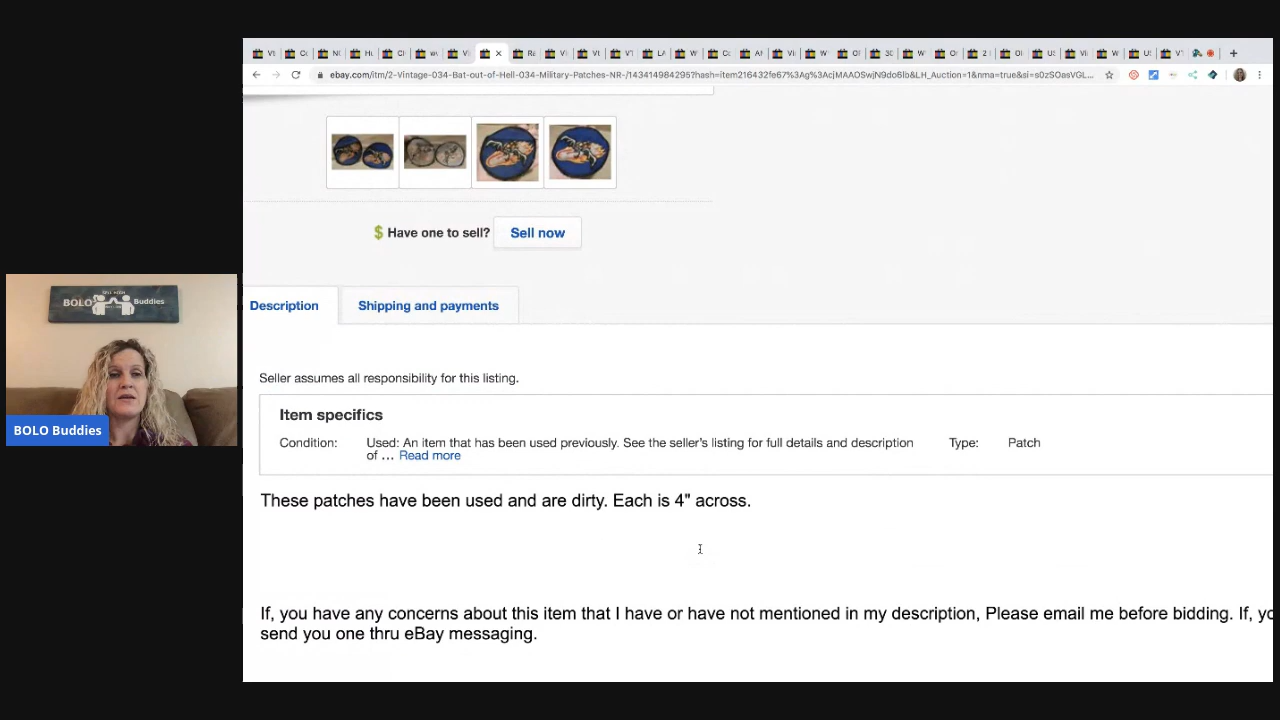 ebay.com/itm/2-Vintage-034-Bat-out-of-Hell-034-Military-Patches-NR-/143414984295?hash=item216432fe67%3Ag%3AcjMAAOSwjN9do6lb&LH_Auction=1&nma=true&si=s0zSOasVGL...
$ Have one to sell? Sell now
Description Shipping and payments
Seller assumes all responsibility for this listing.
Item specifics
Condition: Used: An item that has been used previously. See the seller's listing for full details and description Type: Patch
of ... Read more
These patches have been used and are dirty. Each is 4" across.
If, you have any concerns about this item that I have or have not mentioned in my description, Please email me before bidding. If,
send you one thru eBay messaging.
BOLO Buddies
BOLO Buddies